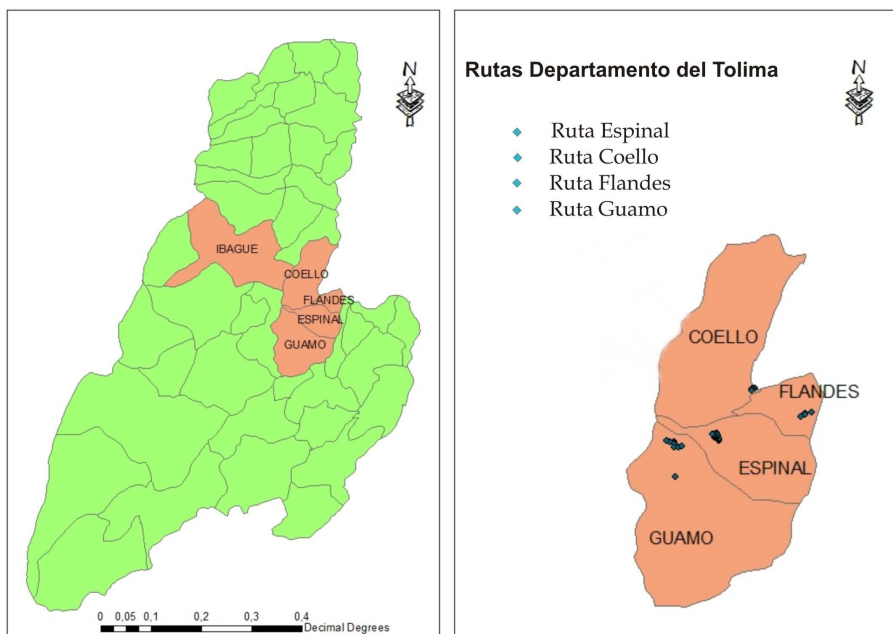 N
IBAGUE
COELLO
FLANDES
ESPINAL
GUAMO
0 0,05 0,1 0,2 0,3 0,4
Decimal Degrees
Rutas Departamento del Tolima
N
Ruta Espinal
Ruta Coello
Ruta Flandes
Ruta Guamo
COELLO
FLANDES
ESPINAL
GUAMO